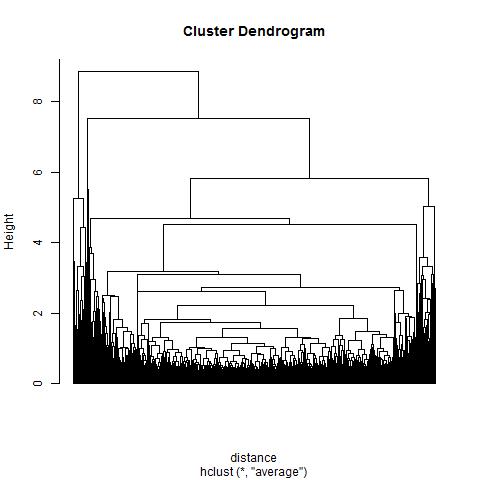 Cluster Dendrogram
Height
8
6
4
2
0
distance
hclust (*, "average")